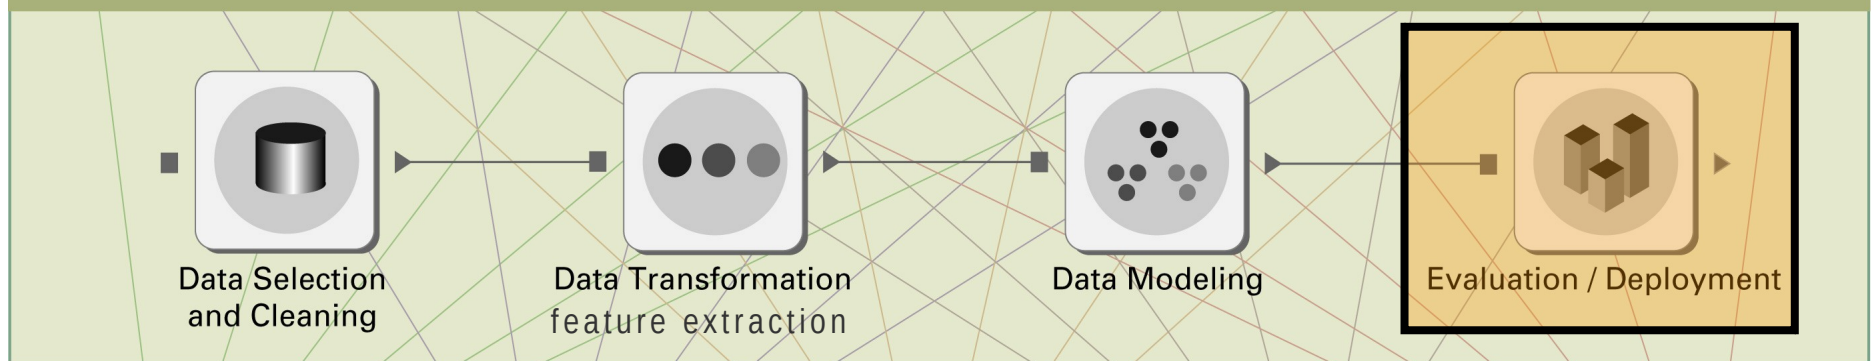 Data Selection
and Cleaning
Data Transformation
feature extraction
Data Modeling
Evaluation / Deployment